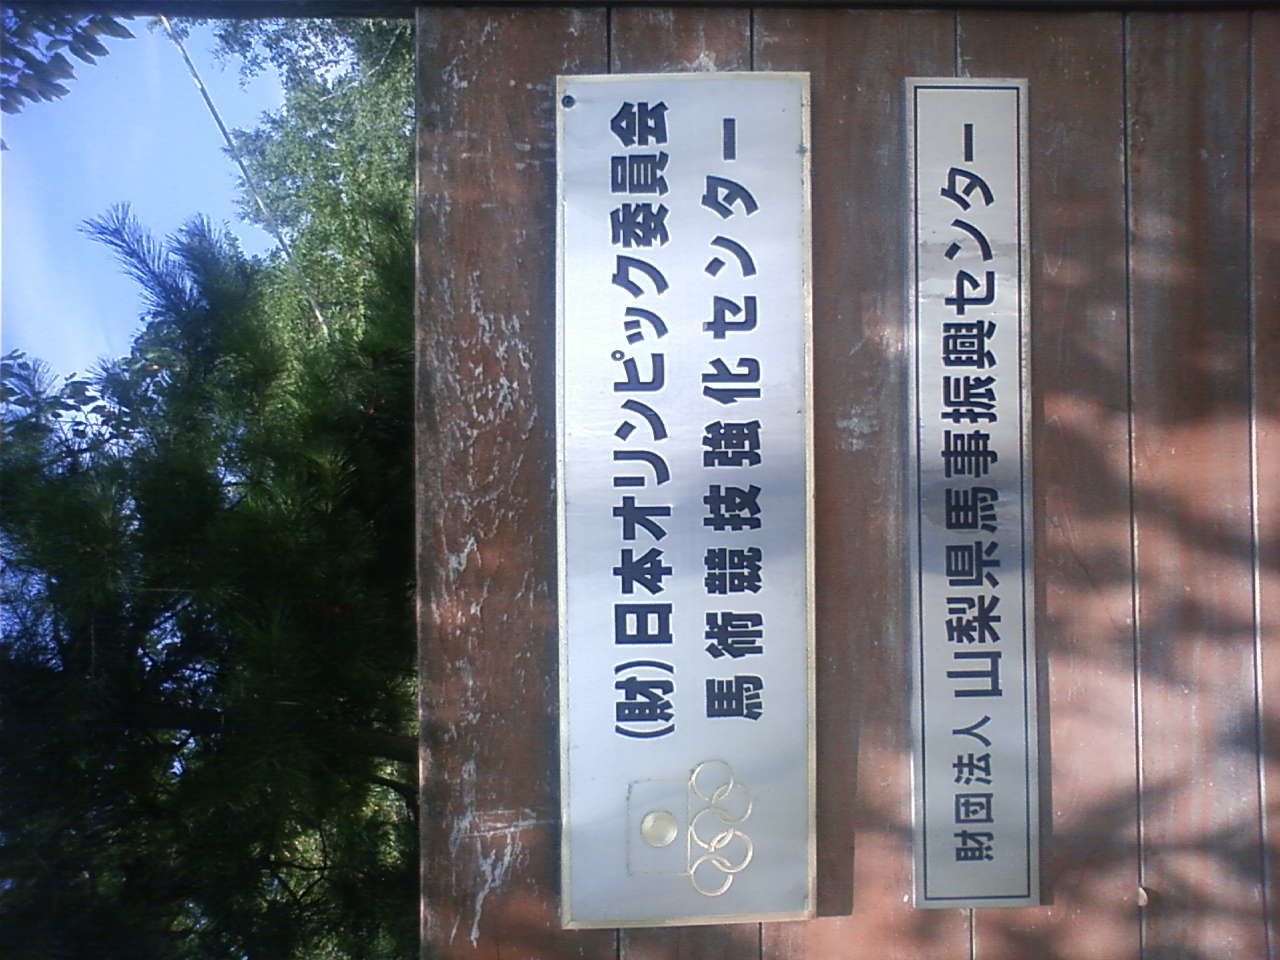 (財)日本オリンピック委員会
馬術競技強化センター
財団法人 山梨県馬事振興センター